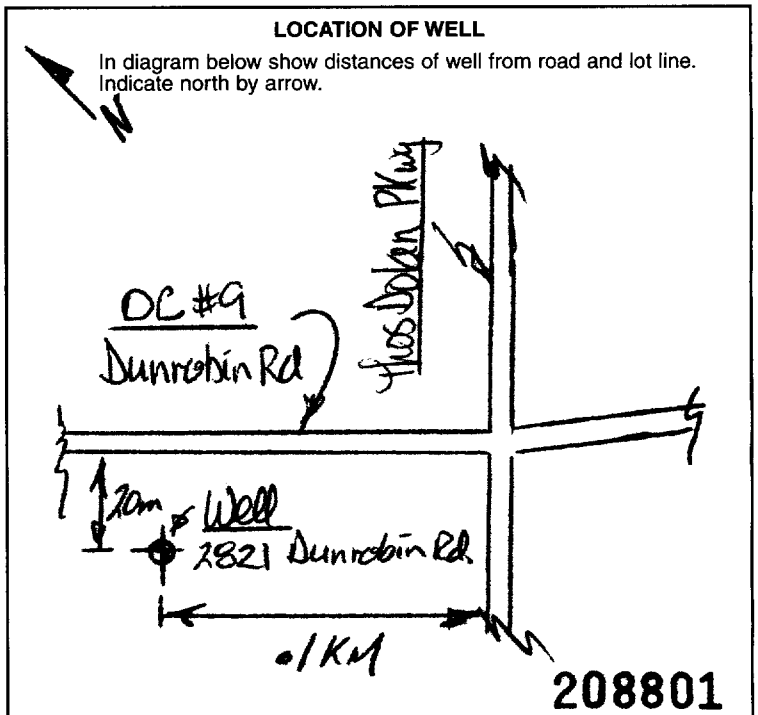 LOCATION OF WELL
In diagram below show distances of well from road and lot line.
Indicate north by arrow.
N
Thos Dolan PKwy
OC #9
Dunrobin Rd
20m
Well
2821 Dunrobin Rd.
.1 KM
208801